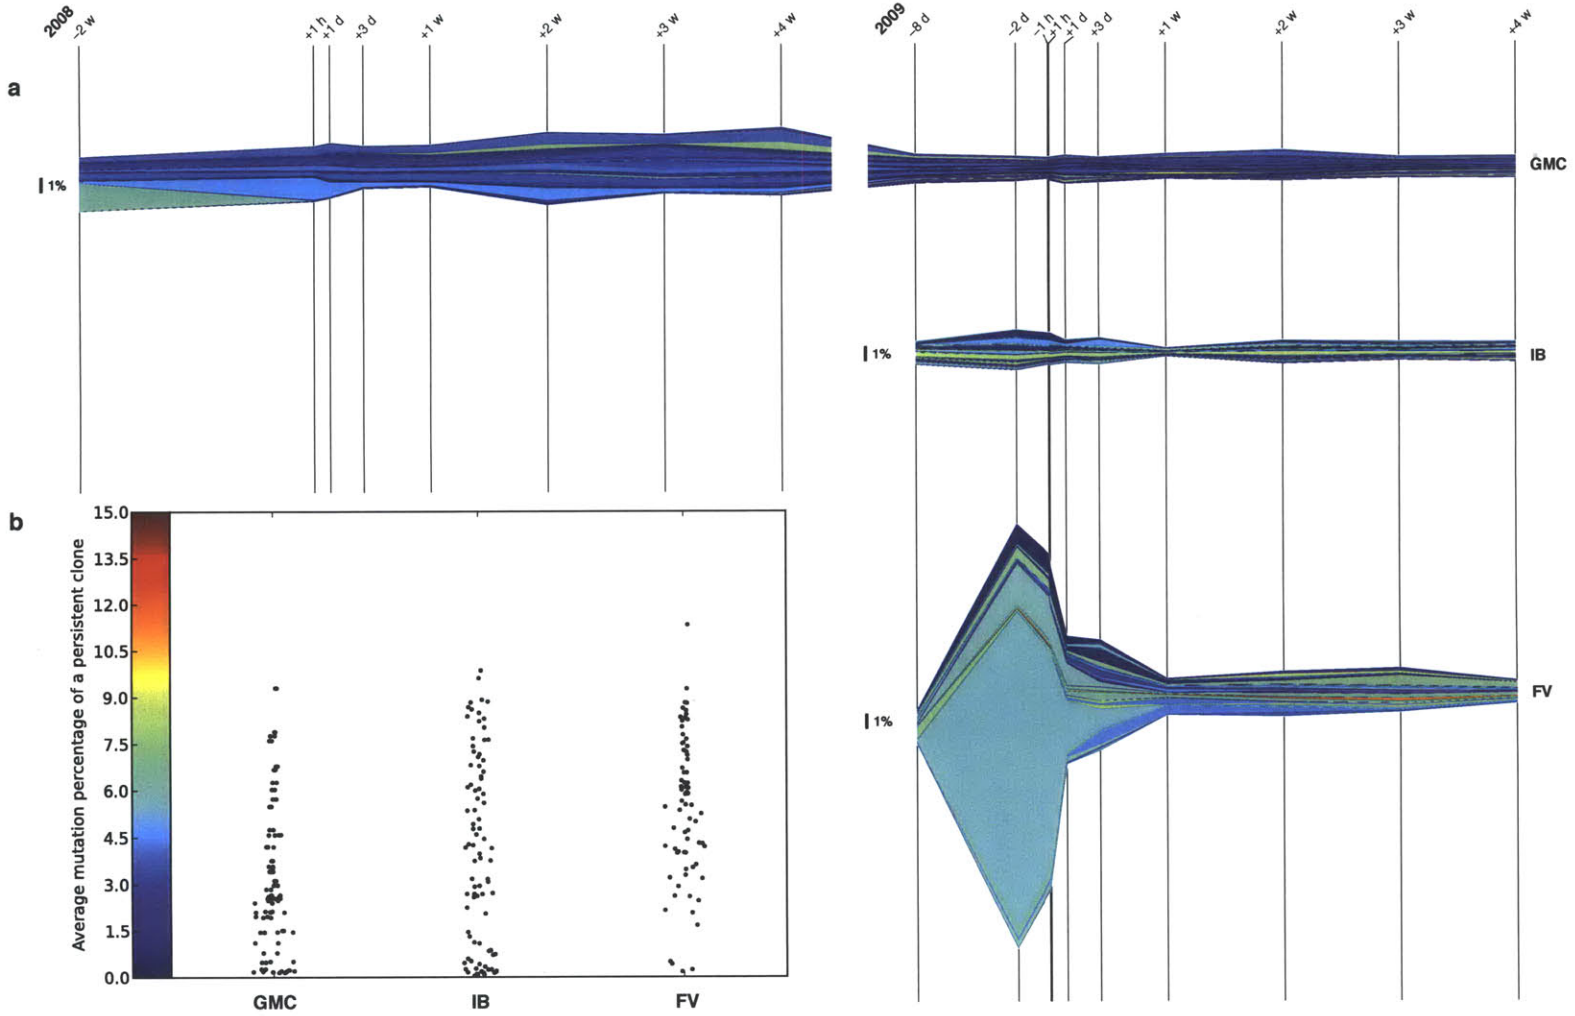 2008
−2 w
+1 h
+1 d
+3 d
+1 w
+2 w
+3 w
+4 w
2009
−8 d
−2 d
−1 h
+1 h
+1 d
+3 d
+1 w
+2 w
+3 w
+4 w
a
1%
GMC
1%
IB
1%
FV
b
Average mutation percentage of a persistent clone
15.0
13.5
12.0
10.5
9.0
7.5
6.0
4.5
3.0
1.5
0.0
GMC
IB
FV